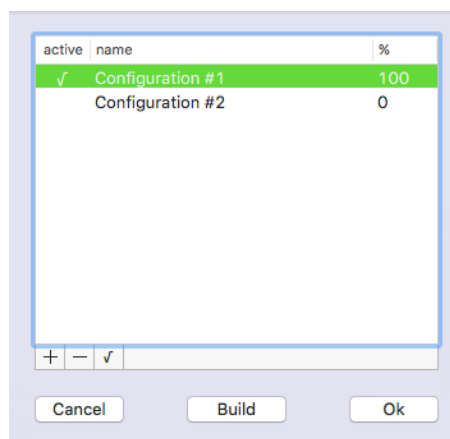 active name %
√ Configuration #1 100
Configuration #2 0
+ − √
Cancel Build Ok